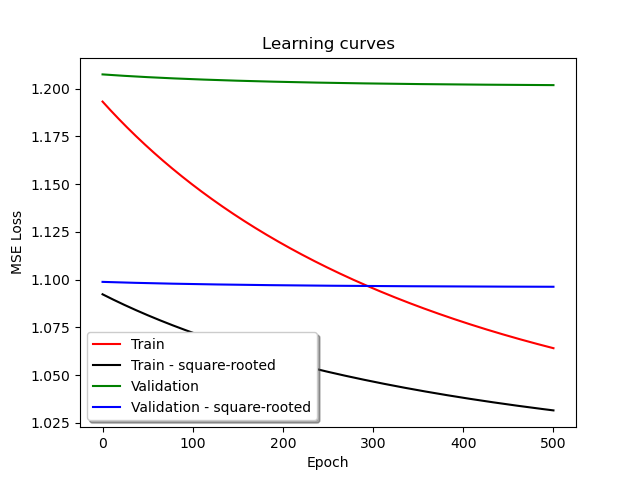 Learning curves
MSE Loss
1.200
1.175
1.150
1.125
1.100
1.075
1.050
1.025
Train
Train - square-rooted
Validation
Validation - square-rooted
0 100 200 300 400 500
Epoch